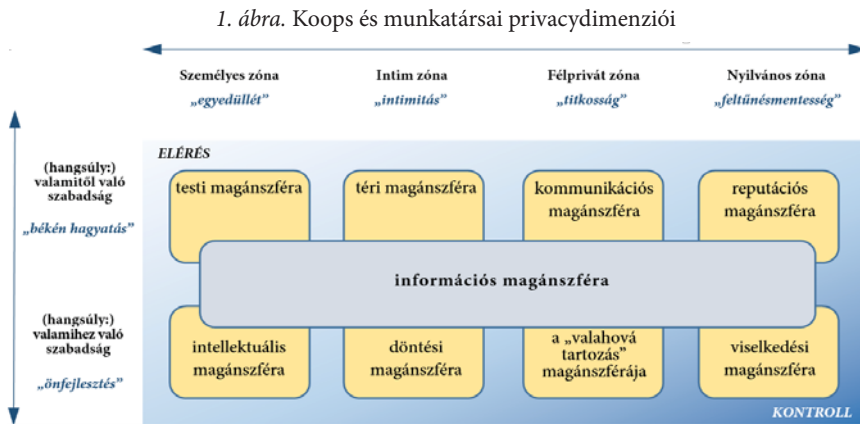 1. ábra. Koops és munkatársai privacydimenziói
Személyes zóna
„egyedüllét”
Intim zóna
„intimitás”
Félprivát zóna
„titkosság”
Nyilvános zóna
„feltűnésmentesség”
(hangsúly:)
valamitől való
szabadság
„békén hagyatás”
ELÉRÉS
testi magánszféra
téri magánszféra
kommunikációs
magánszféra
reputációs
magánszféra
információs magánszféra
(hangsúly:)
valamihez való
szabadság
„önfejlesztés”
intellektuális
magánszféra
döntési
magánszféra
a „valahová
tartozás”
magánszférája
viselkedési
magánszféra
KONTROLL